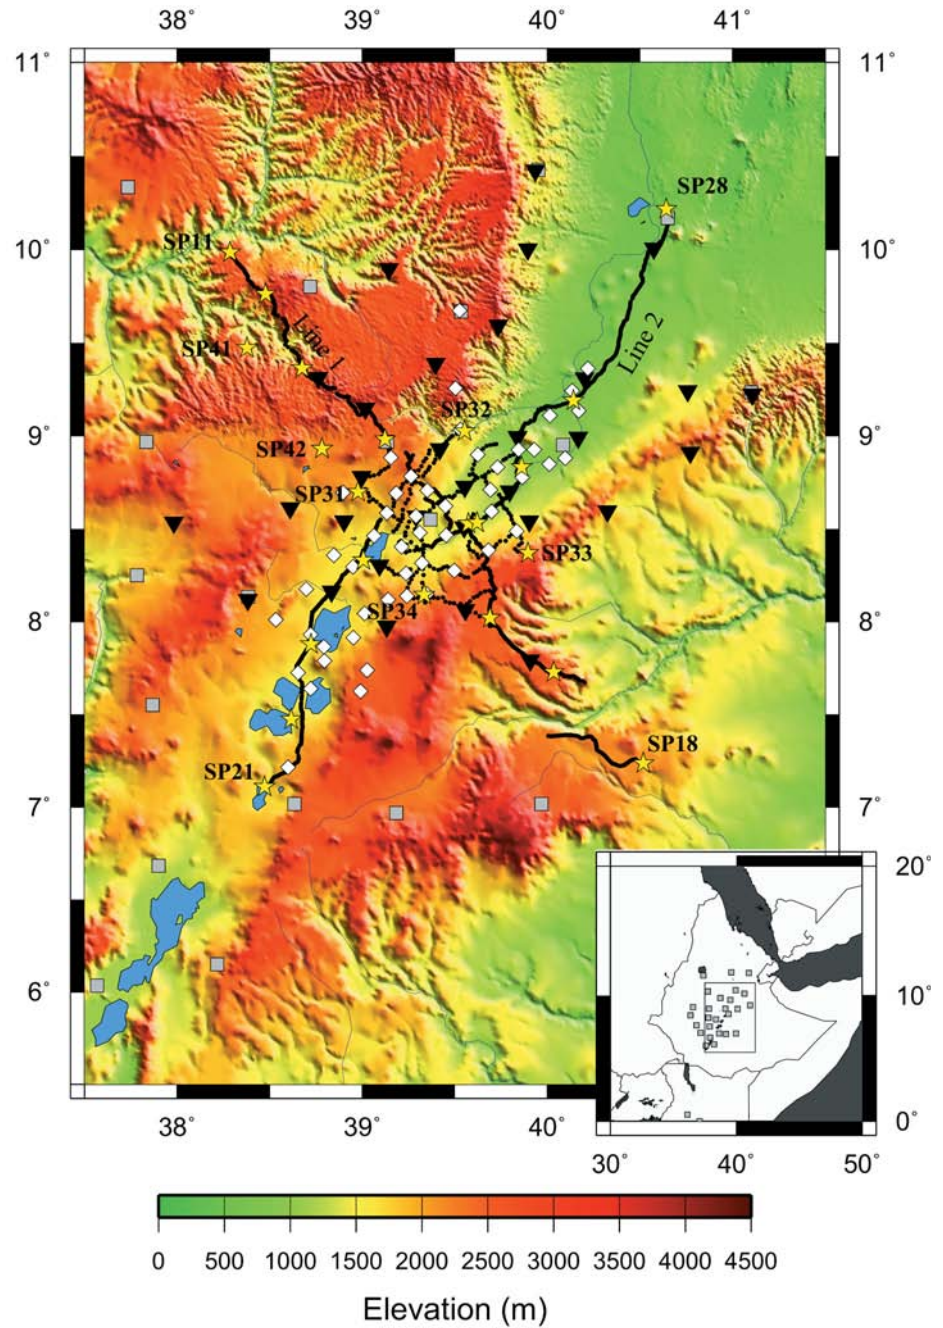 38° 39° 40° 41°
11° 11°
SP28
SP11
10° 10°
Line 1
Line 2
SP41
SP32
9° 9°
SP42
SP31
SP33
8° 8°
SP34
SP18
SP21
7° 7°
20°
6°
10°
0°
38° 39° 40°
30° 40° 50°
0 500 1000 1500 2000 2500 3000 3500 4000 4500
Elevation (m)